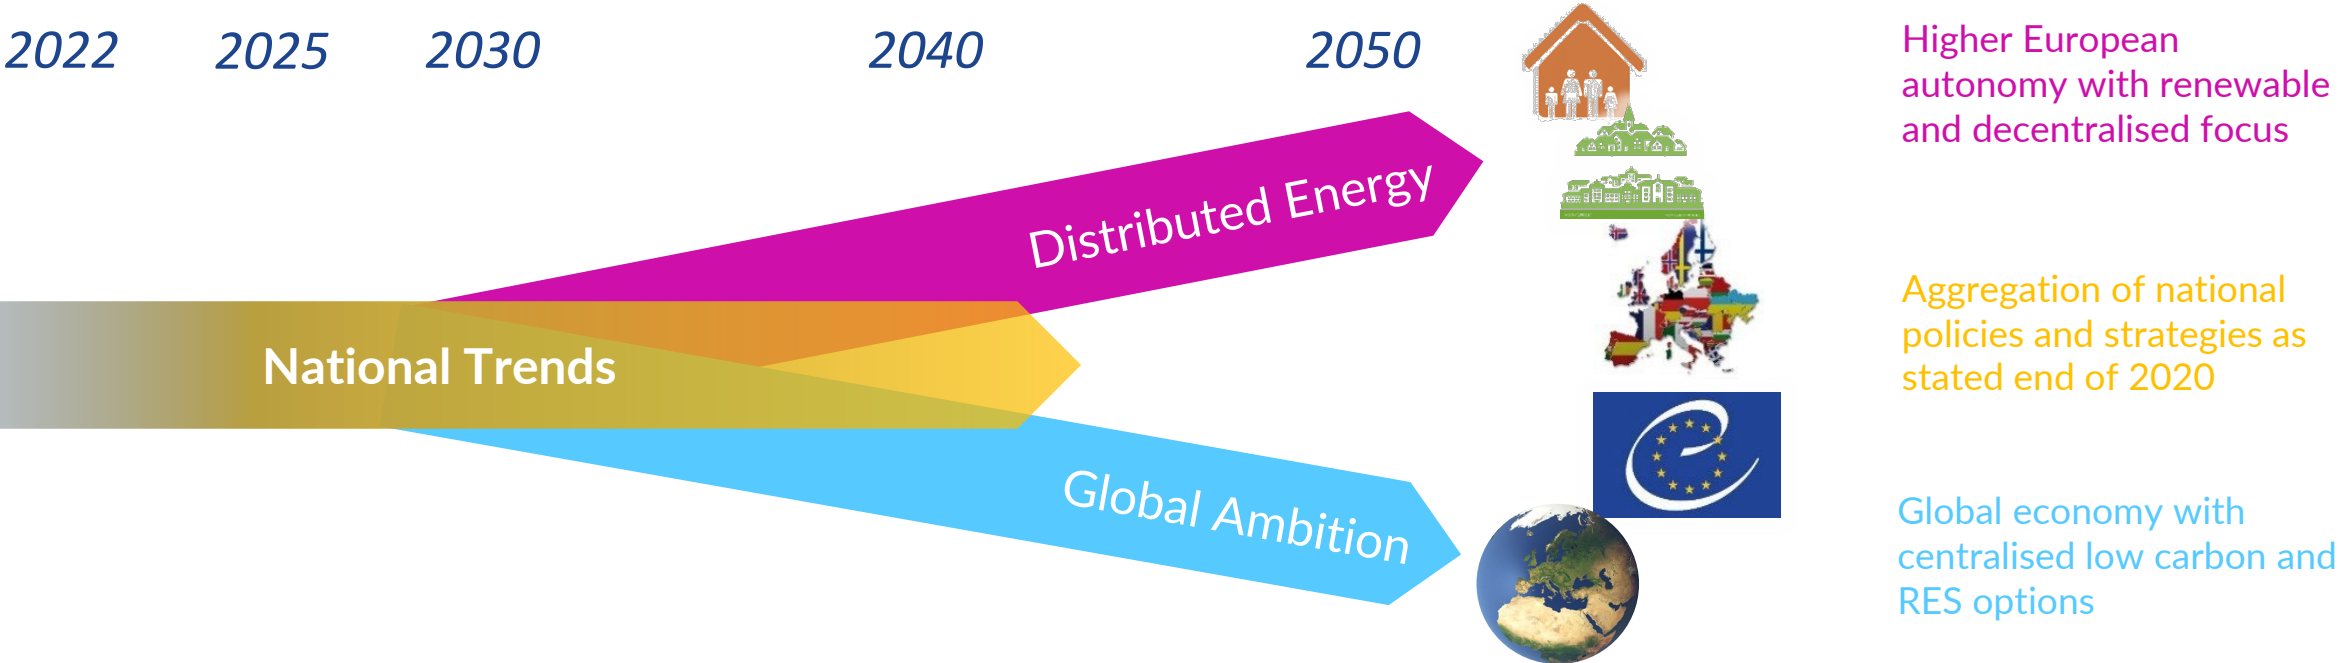 2022 2025 2030 2040 2050
Higher European
autonomy with renewable
and decentralised focus
Distributed Energy
Aggregation of national
policies and strategies as
stated end of 2020
National Trends
Global Ambition
Global economy with
centralised low carbon and
RES options